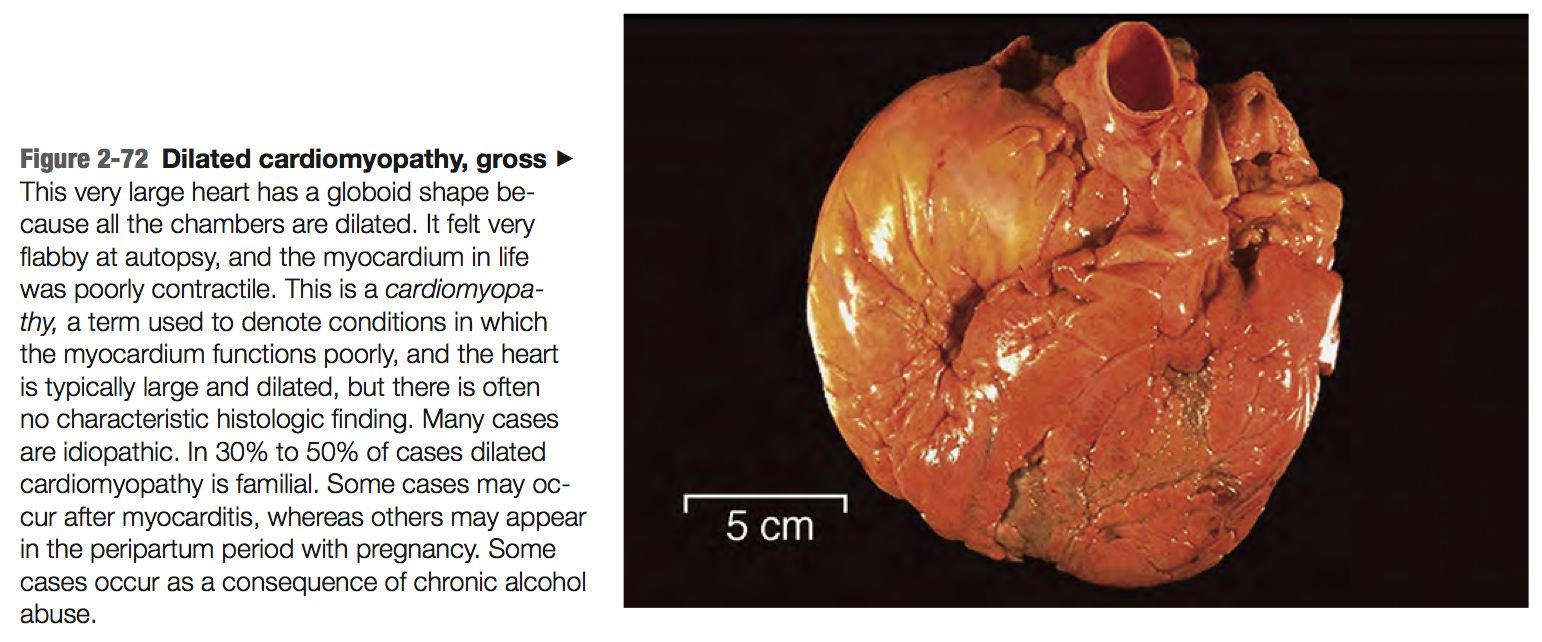 Figure 2-72 Dilated cardiomyopathy, gross ►
This very large heart has a globoid shape be-
cause all the chambers are dilated. It felt very
flabby at autopsy, and the myocardium in life
was poorly contractile. This is a cardiomyopa-
thy, a term used to denote conditions in which
the myocardium functions poorly, and the heart
is typically large and dilated, but there is often
no characteristic histologic finding. Many cases
are idiopathic. In 30% to 50% of cases dilated
cardiomyopathy is familial. Some cases may oc-
cur after myocarditis, whereas others may appear
in the peripartum period with pregnancy. Some
cases occur as a consequence of chronic alcohol
abuse.
5 cm